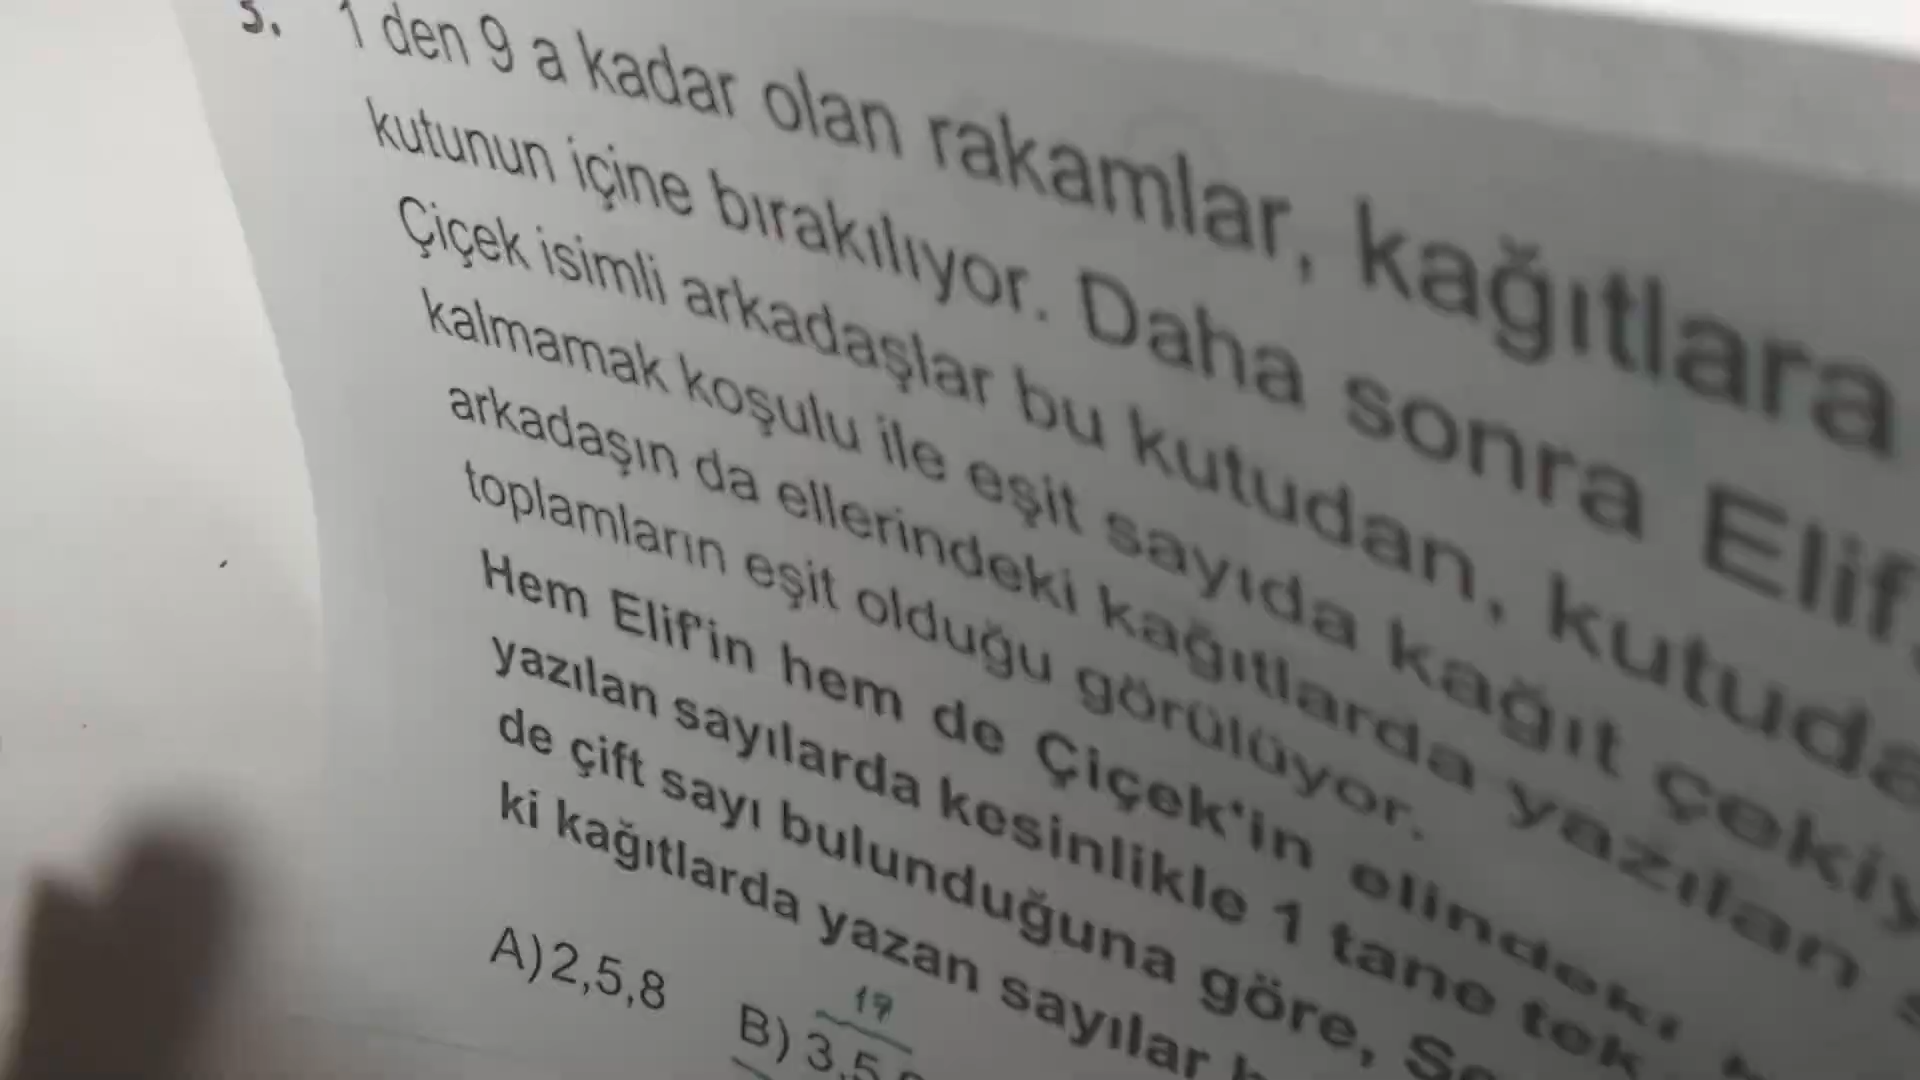 5. 1 den 9 a kadar olan rakamlar, kağıtlara
kutunun içine bırakılıyor. Daha sonra Elif,
Çiçek isimli arkadaşlar bu kutudan, kutuda
kalmamak koşulu ile eşit sayıda kağıt çekiy
arkadaşın da ellerindeki kağıtlarda yazılan
toplamların eşit olduğu görülüyor.
Hem Elif'in hem de Çiçek'in elindeki
yazılan sayılarda kesinlikle 1 tane tek
de çift sayı bulunduğuna göre,
ki kağıtlarda yazan sayılar
17
A) 2,5,8
B) 3,5